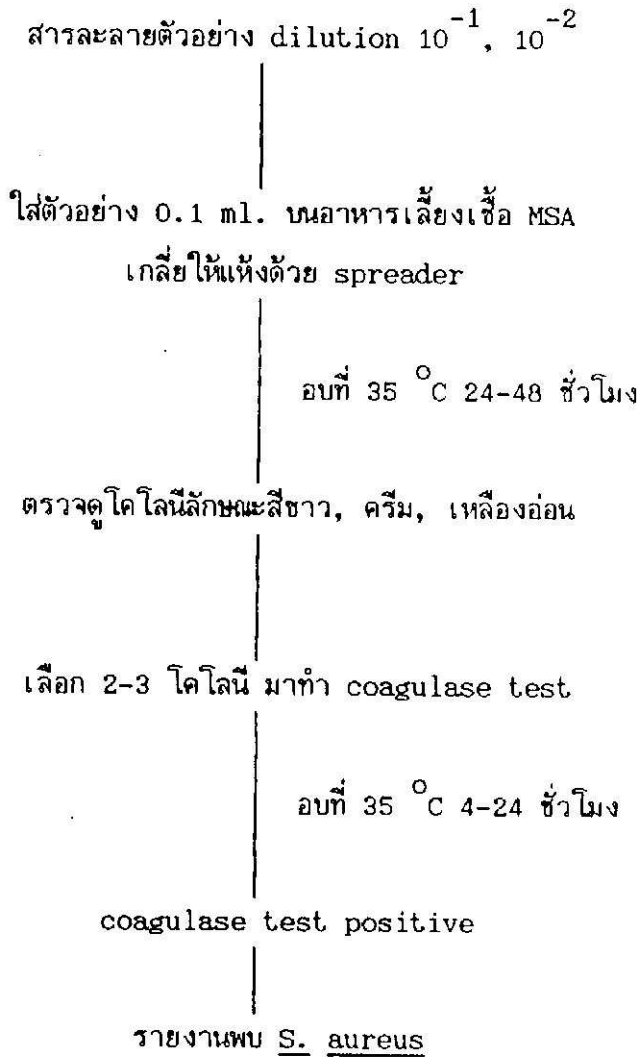 สารละลายตัวอย่าง dilution 10⁻¹, 10⁻²
ใส่ตัวอย่าง 0.1 ml. บนอาหารเลี้ยงเชื้อ MSA
เกลี่ยให้แห้งด้วย spreader
อบที่ 35 °C 24-48 ชั่วโมง
ตรวจดูโคโลนีลักษณะสีขาว, ครีม, เหลืองอ่อน
เลือก 2-3 โคโลนี มาทำ coagulase test
อบที่ 35 °C 4-24 ชั่วโมง
coagulase test positive
รายงานพบ S. aureus